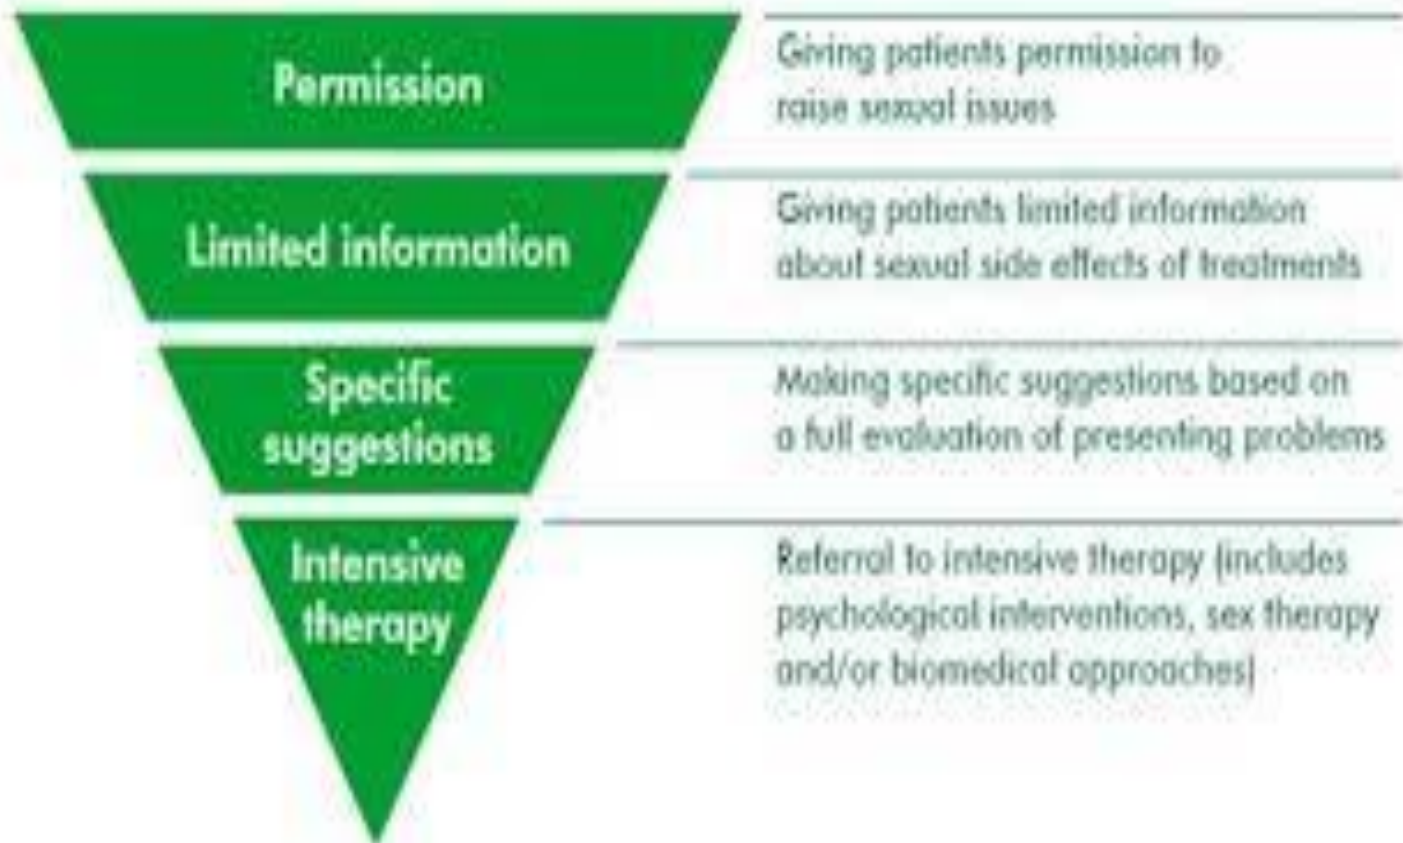 Permission
Giving patients permission to
raise sexual issues
Limited information
Giving patients limited information
about sexual side effects of treatments
Specific
suggestions
Making specific suggestions based on
a full evaluation of presenting problems
Intensive
therapy
Referral to intensive therapy (includes
psychological interventions, sex therapy
and/or biomedical approaches)